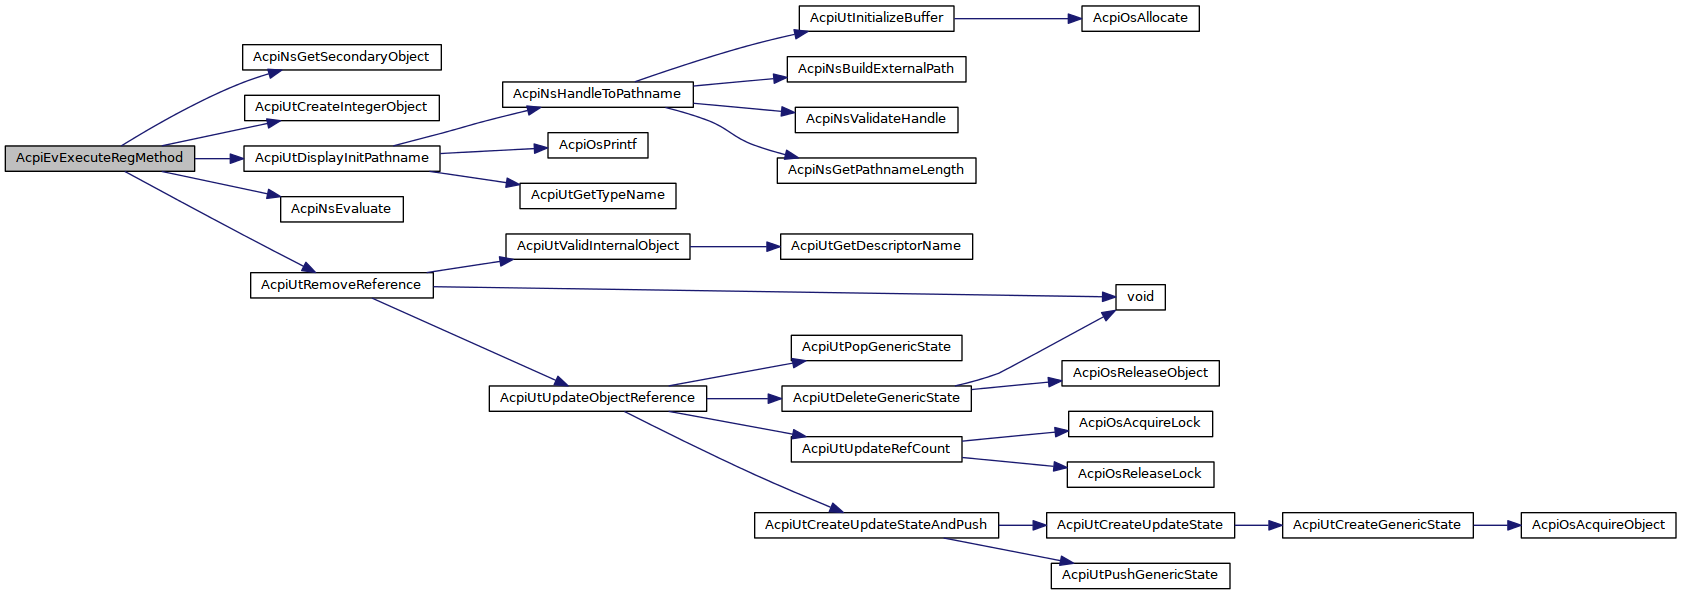 AcpiUtInitializeBuffer
AcpiOsAllocate
AcpiNsGetSecondaryObject
AcpiNsBuildExternalPath
AcpiNsHandleToPathname
AcpiUtCreateIntegerObject
AcpiNsValidateHandle
AcpiOsPrintf
AcpiEvExecuteRegMethod
AcpiUtDisplayInitPathname
AcpiNsGetPathnameLength
AcpiUtGetTypeName
AcpiNsEvaluate
AcpiUtValidInternalObject
AcpiUtGetDescriptorName
AcpiUtRemoveReference
void
AcpiUtPopGenericState
AcpiOsReleaseObject
AcpiUtUpdateObjectReference
AcpiUtDeleteGenericState
AcpiOsAcquireLock
AcpiUtUpdateRefCount
AcpiOsReleaseLock
AcpiUtCreateUpdateStateAndPush
AcpiUtCreateUpdateState
AcpiUtCreateGenericState
AcpiOsAcquireObject
AcpiUtPushGenericState